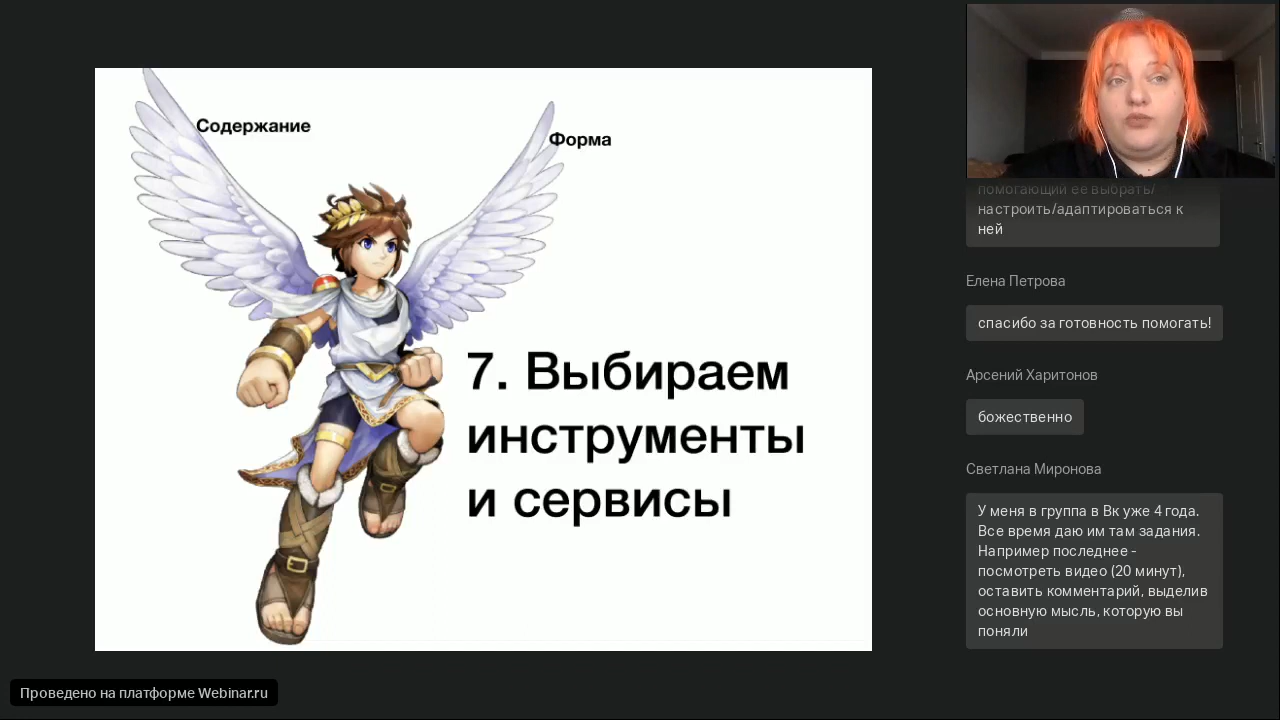 Содержание
Форма
7. Выбираем
инструменты
и сервисы
помогающий ее выбрать/
настроить/адаптироваться к
ней
Елена Петрова
спасибо за готовность помогать!
Арсений Харитонов
божественно
Светлана Миронова
У меня в группа в Вк уже 4 года.
Все время даю им там задания.
Например последнее -
посмотреть видео (20 минут),
оставить комментарий, выделив
основную мысль, которую вы
поняли
Проведено на платформе Webinar.ru